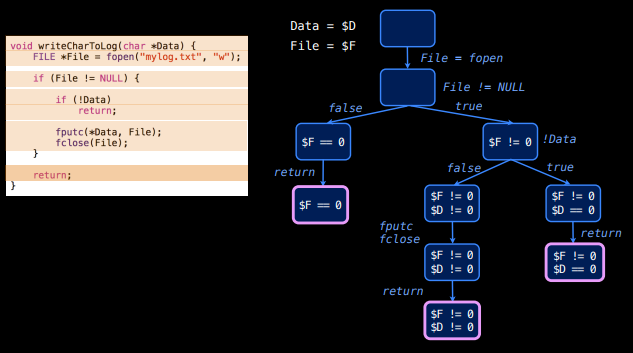 void writeCharToLog(char *Data) {
FILE *File = fopen("mylog.txt", "w");
if (File != NULL) {
if (!Data)
return;
fputc(*Data, File);
fclose(File);
}
return;
}
Data = $D
File = $F
File = fopen
File != NULL
false
true
$F == 0
$F != 0
!Data
return
false
true
$F == 0
$F != 0
$D != 0
$F != 0
$D == 0
fputc
fclose
return
$F != 0
$D != 0
$F != 0
$D == 0
return
$F != 0
$D != 0